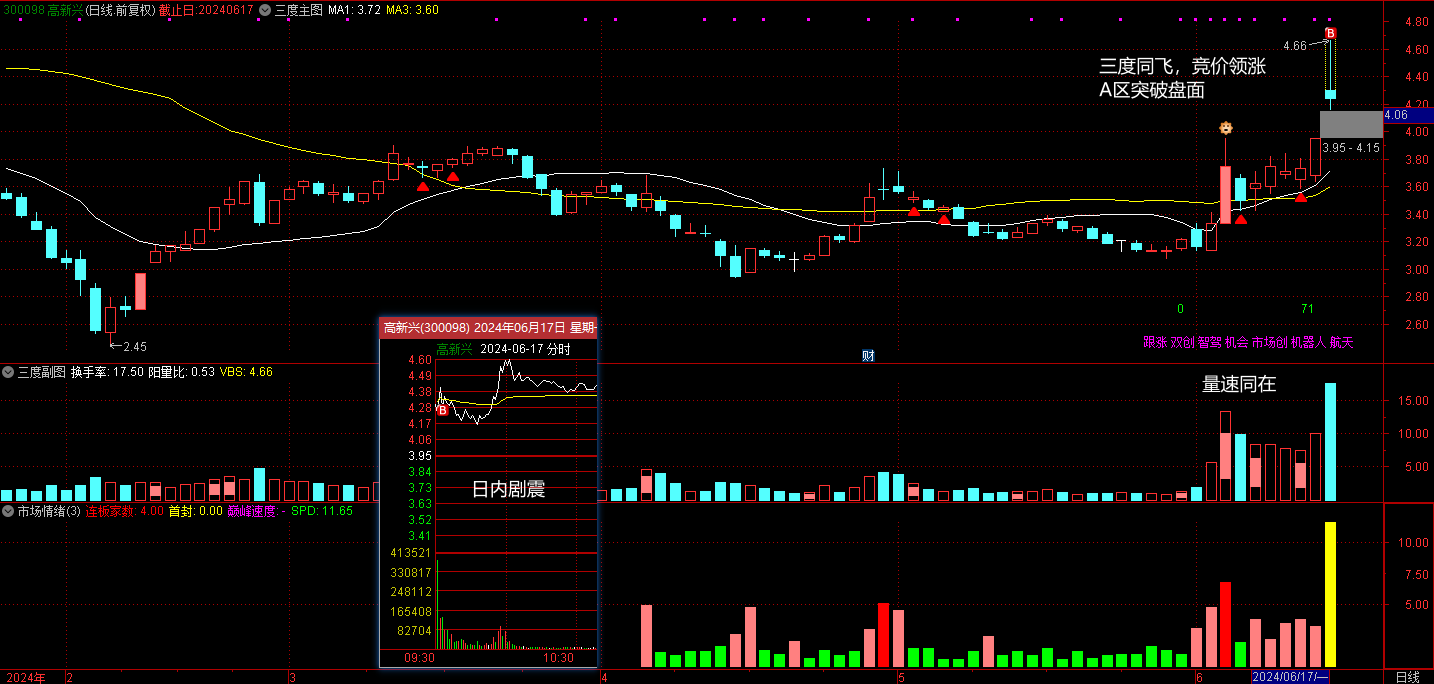 300098 高新兴(日线.前复权) 截止日:20240617 三度主图 MA1: 3.72 MA3: 3.60
4.80
B
4.66
4.60
三度同飞，竞价领涨
A区突破盘面
4.40
4.20
4.06
4.00
3.95 - 4.15
3.80
3.60
3.40
3.20
3.00
2.80
2.60
0
71
2.45
跟涨 双创 智驾 机会 市场创 机器人 航天
财
三度副图 换手率: 17.50 阳量比: 0.53 VBS: 4.66
量速同在
15.00
10.00
5.00
高新兴(300098) 2024年06月17日 星期一
高新兴 2024-06-17 分时
4.60
4.49
4.38
4.28
B
4.17
4.06
3.95
3.84
3.73
日内剧震
3.63
3.52
3.41
413521
330817
248112
165408
82704
09:30
10:30
市场情绪(3) 连板家数: 4.00 首封: 0.00 巅峰速度: - SPD: 11.65
10.00
7.50
5.00
2024年
2
3
4
5
6
2024/06/17/一
日线